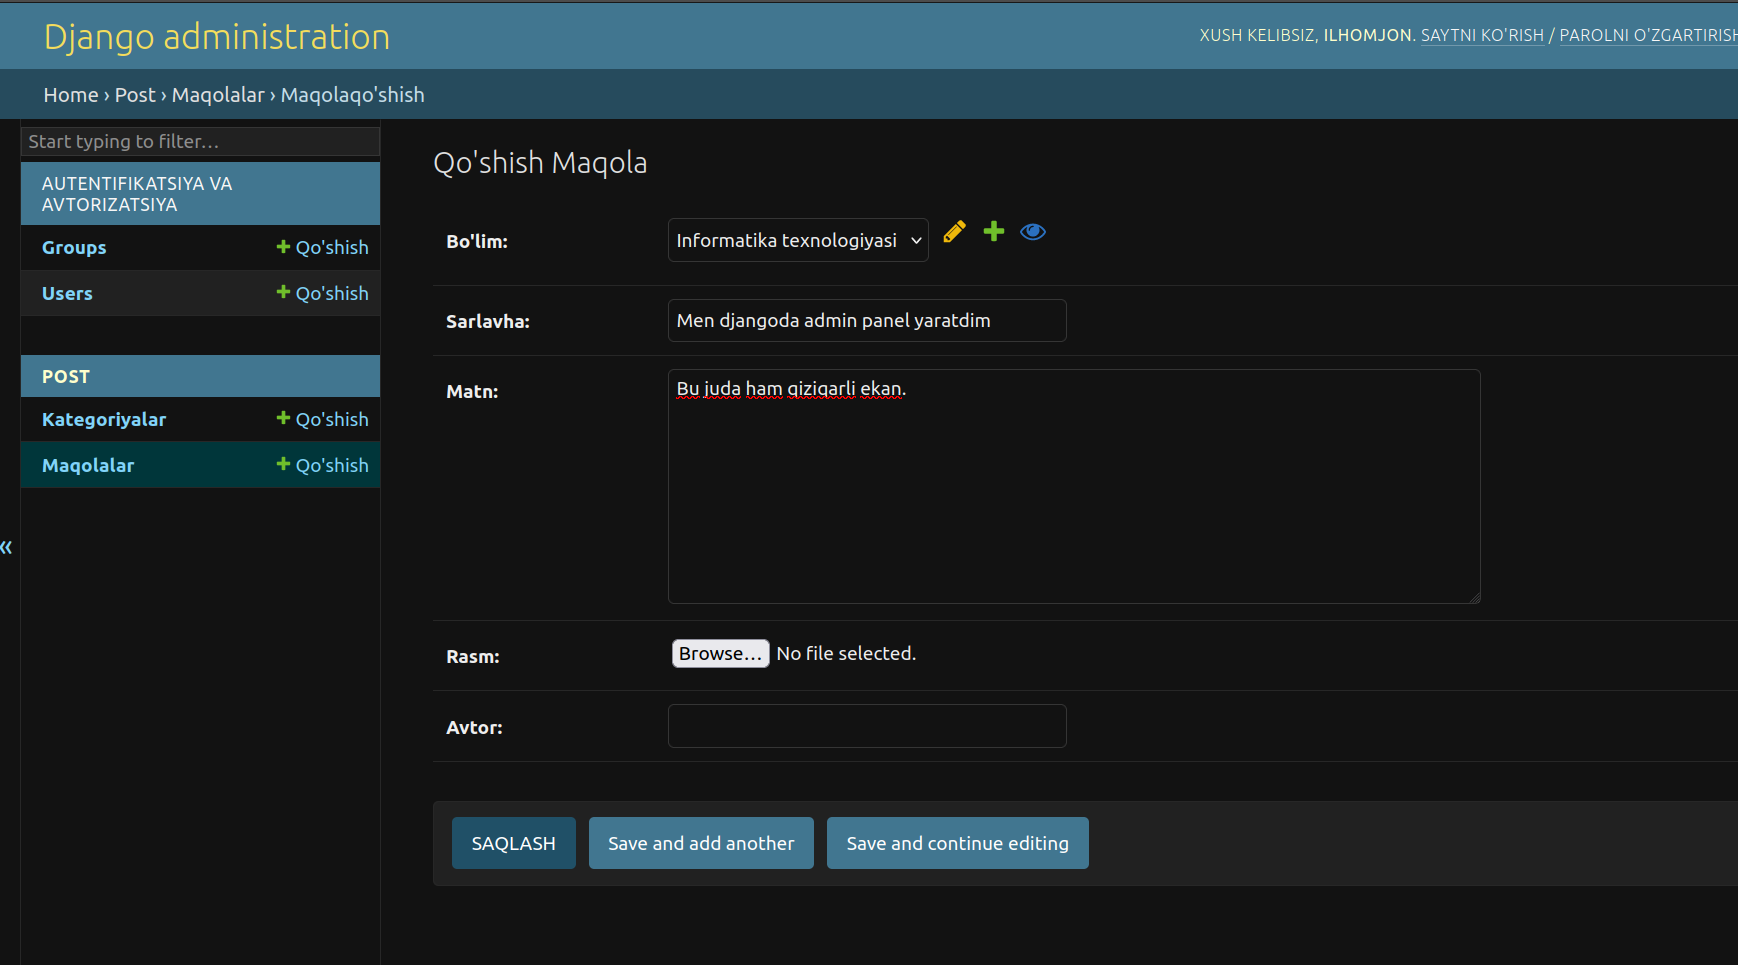 Django administration
XUSH KELIBSIZ, ILHOMJON. SAYTNI KO'RISH / PAROLNI O'ZGARTIRISH
Home › Post › Maqolalar › Maqolaqo'shish
Start typing to filter…
AUTENTIFIKATSIYA VA
AVTORIZATSIYA
Groups Qo'shish
Users Qo'shish
POST
Kategoriyalar Qo'shish
Maqolalar Qo'shish
«
Qo'shish Maqola
Bo'lim: Informatika texnologiyasi
Sarlavha: Men djangoda admin panel yaratdim
Matn: Bu juda ham qiziqarli ekan.
Rasm: Browse… No file selected.
Avtor:
SAQLASH Save and add another Save and continue editing